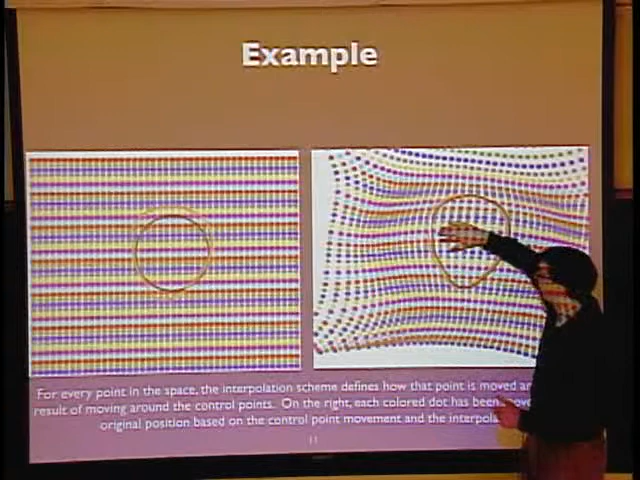 Example
For every point in the space, the interpolation scheme defines how that point is moved
result of moving around the control points. On the right, each colored dot has been
original position based on the control point movement and the
11